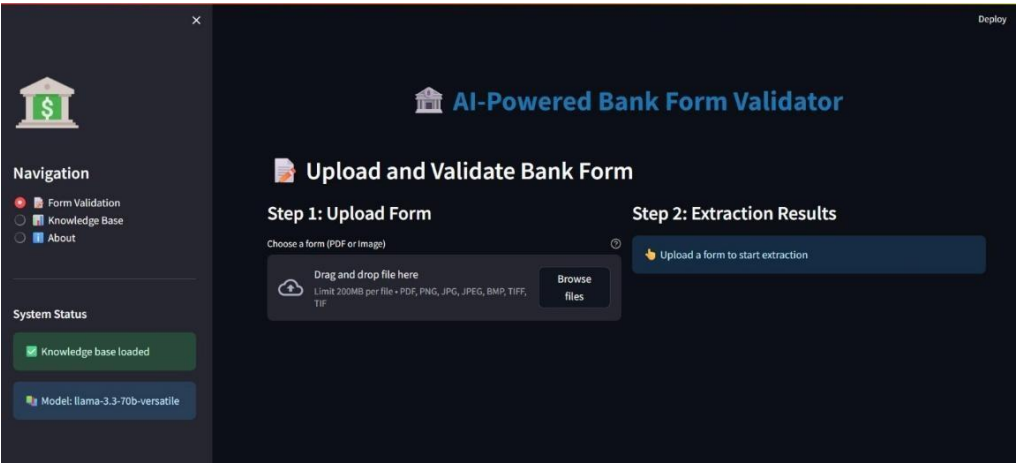 Deploy
$
Navigation
Form Validation
Knowledge Base
About
System Status
Knowledge base loaded
Model: llama-3.3-70b-versatile
AI-Powered Bank Form Validator
Upload and Validate Bank Form
Step 1: Upload Form
Choose a form (PDF or Image)
Drag and drop file here
Limit 200MB per file • PDF, PNG, JPG, JPEG, BMP, TIFF,
TIF
Browse
files
Step 2: Extraction Results
Upload a form to start extraction